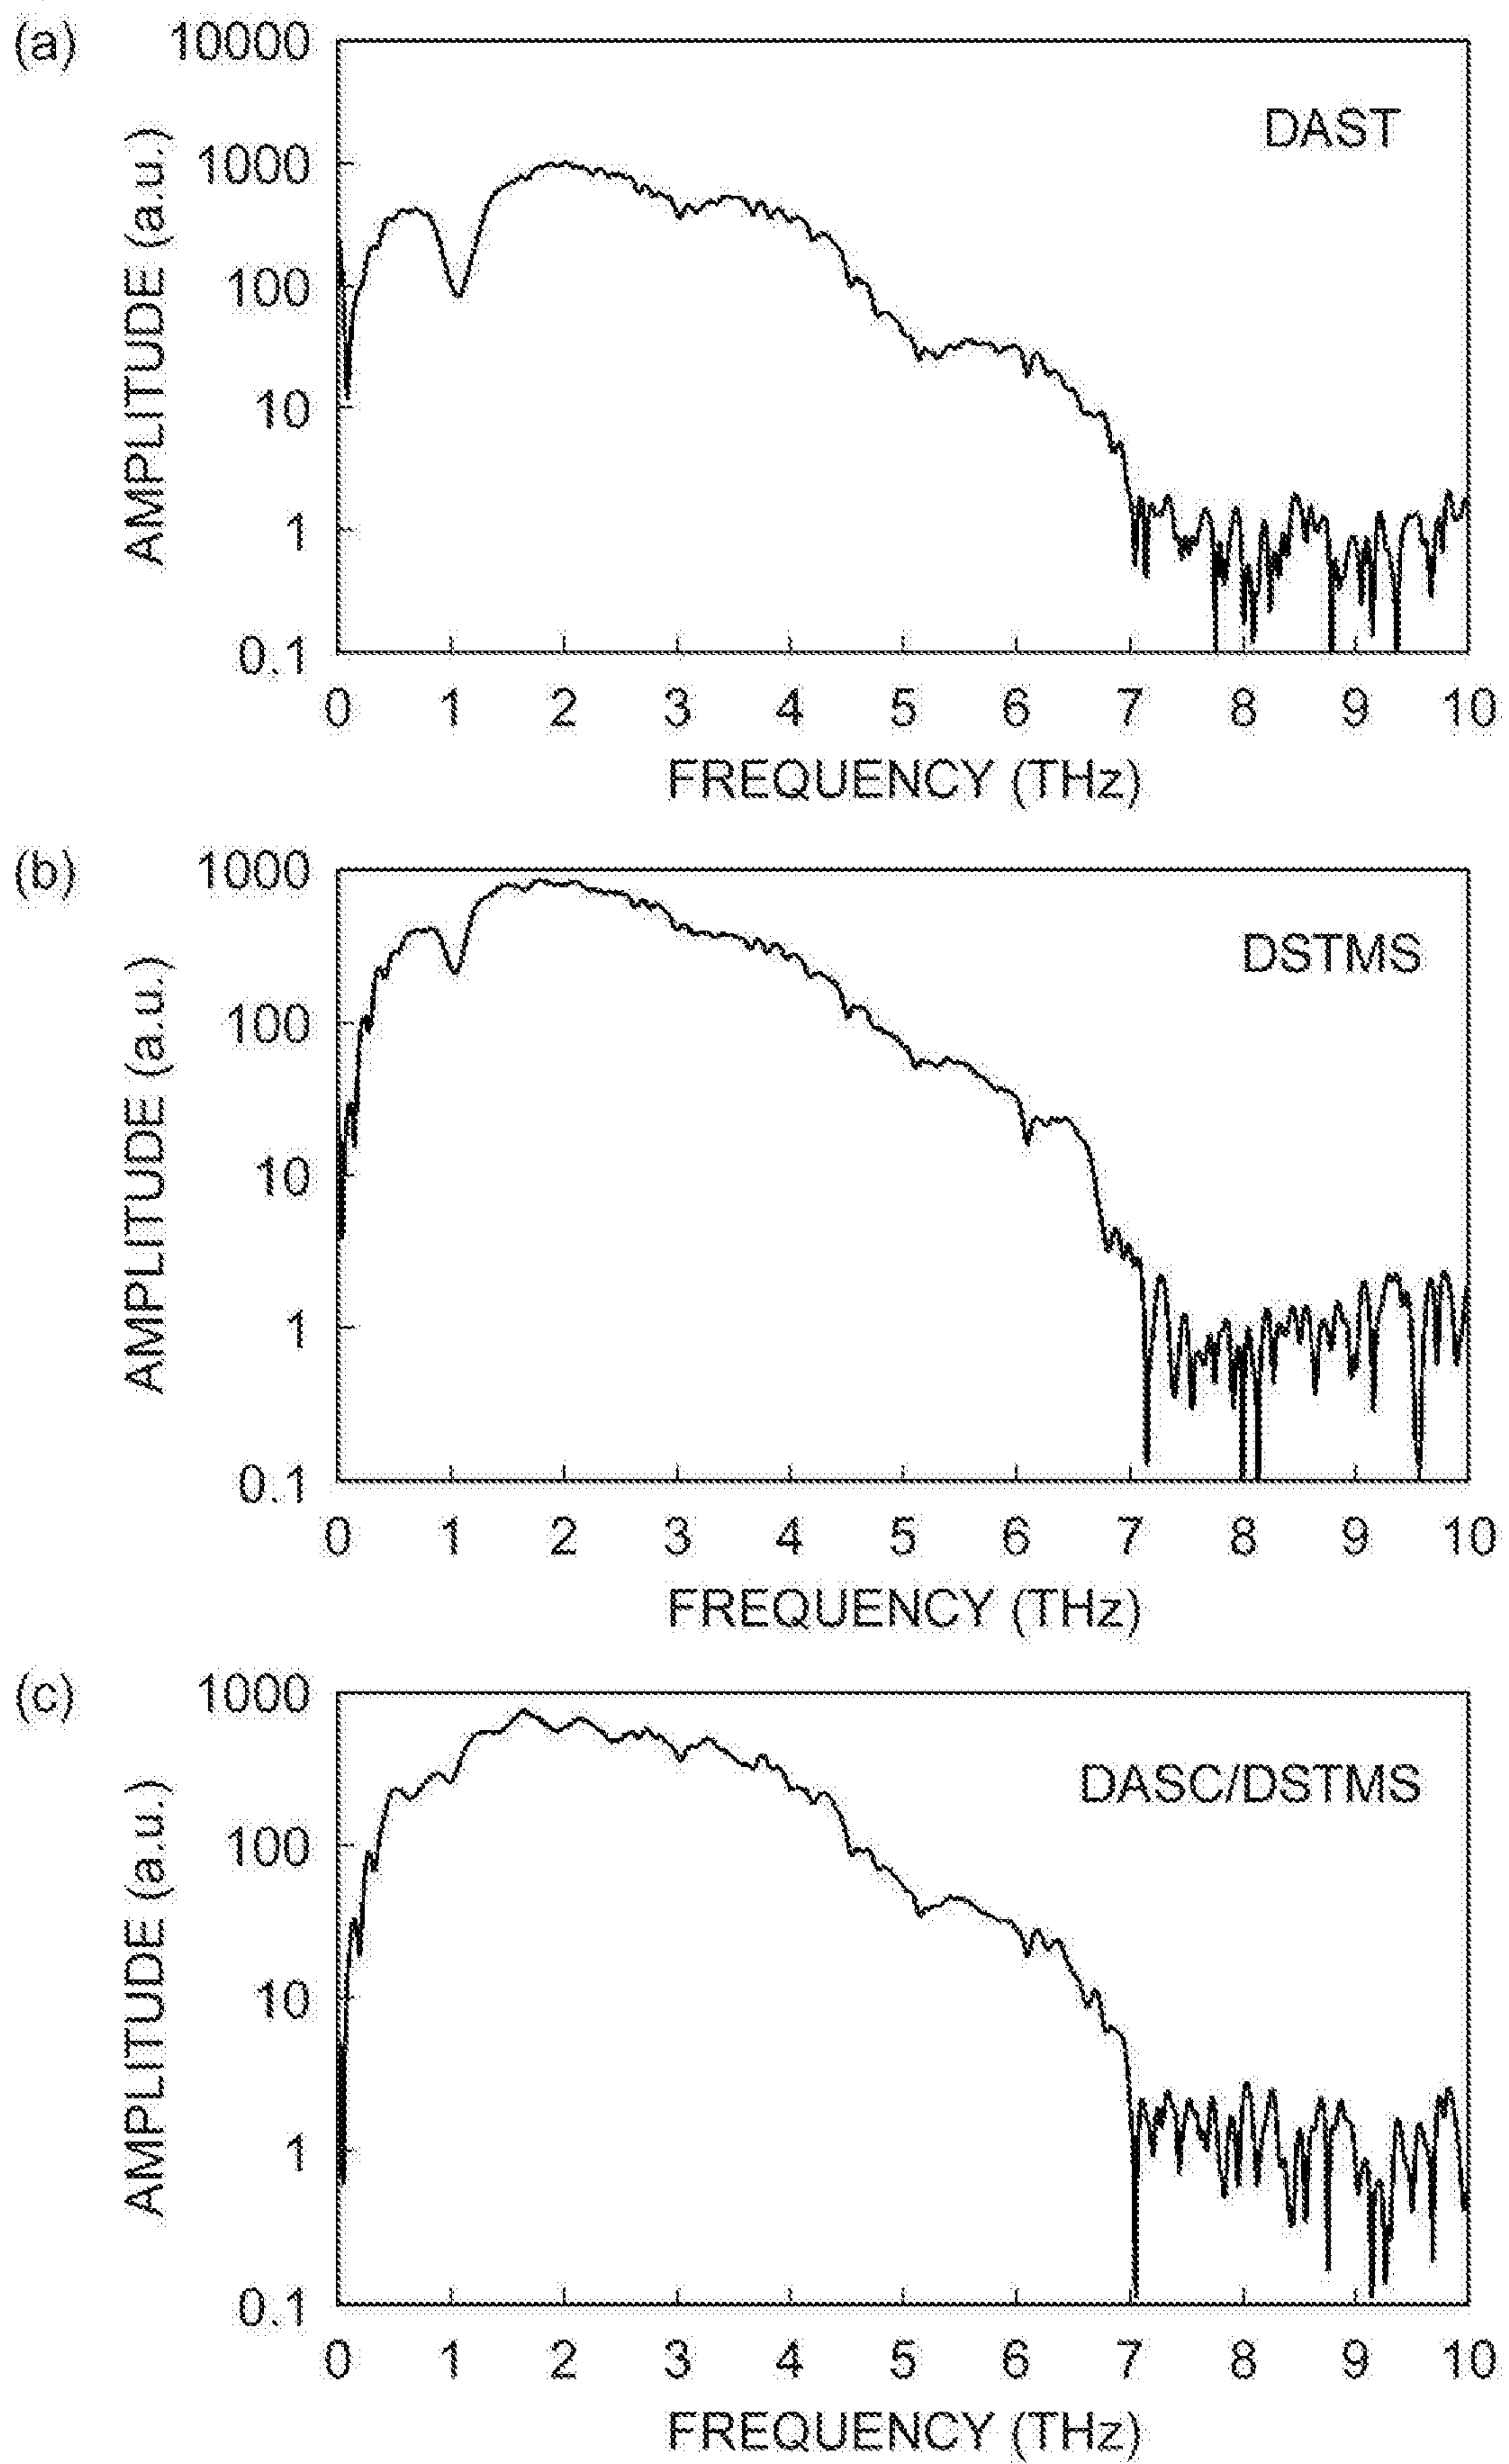 (a)
10000
1000
100
10
1
0.1
AMPLITUDE (a.u.)
DAST
0 1 2 3 4 5 6 7 8 9 10
FREQUENCY (THz)
(b)
1000
100
10
1
0.1
AMPLITUDE (a.u.)
DSTMS
0 1 2 3 4 5 6 7 8 9 10
FREQUENCY (THz)
(c)
1000
100
10
1
0.1
AMPLITUDE (a.u.)
DASC/DSTMS
0 1 2 3 4 5 6 7 8 9 10
FREQUENCY (THz)